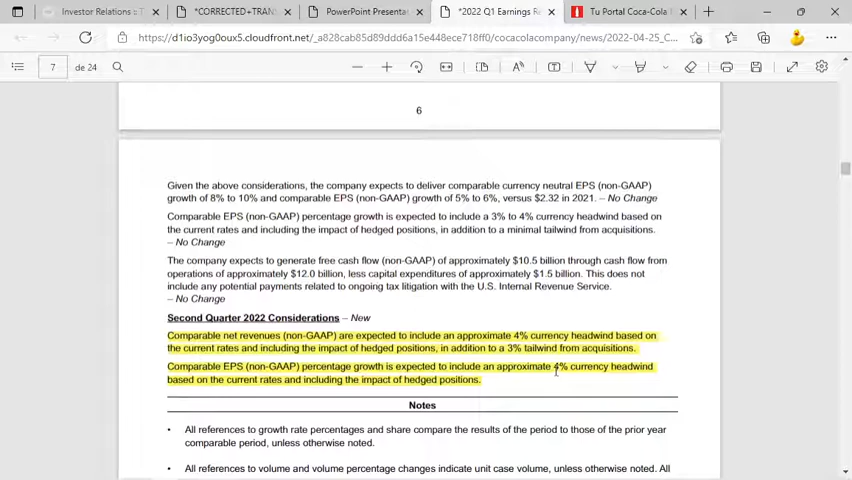 Investor Relations :: T
*CORRECTED+TRAN
PowerPoint Presenta
*2022 Q1 Earnings Re
Tu Portal Coca-Cola
https://d1io3yog0oux5.cloudfront.net/_a828cab85d89ddd6a15e448ece718ff0/cocacolacompany/news/2022-04-25_C...
7 de 24
6
Given the above considerations, the company expects to deliver comparable currency neutral EPS (non-GAAP)
growth of 8% to 10% and comparable EPS (non-GAAP) growth of 5% to 6%, versus $2.32 in 2021. – No Change
Comparable EPS (non-GAAP) percentage growth is expected to include a 3% to 4% currency headwind based on
the current rates and including the impact of hedged positions, in addition to a minimal tailwind from acquisitions.
– No Change
The company expects to generate free cash flow (non-GAAP) of approximately $10.5 billion through cash flow from
operations of approximately $12.0 billion, less capital expenditures of approximately $1.5 billion. This does not
include any potential payments related to ongoing tax litigation with the U.S. Internal Revenue Service.
– No Change
Second Quarter 2022 Considerations – New
Comparable net revenues (non-GAAP) are expected to include an approximate 4% currency headwind based on
the current rates and including the impact of hedged positions, in addition to a 3% tailwind from acquisitions.
Comparable EPS (non-GAAP) percentage growth is expected to include an approximate 4% currency headwind
based on the current rates and including the impact of hedged positions.
Notes
• All references to growth rate percentages and share compare the results of the period to those of the prior year
comparable period, unless otherwise noted.
• All references to volume and volume percentage changes indicate unit case volume, unless otherwise noted. All